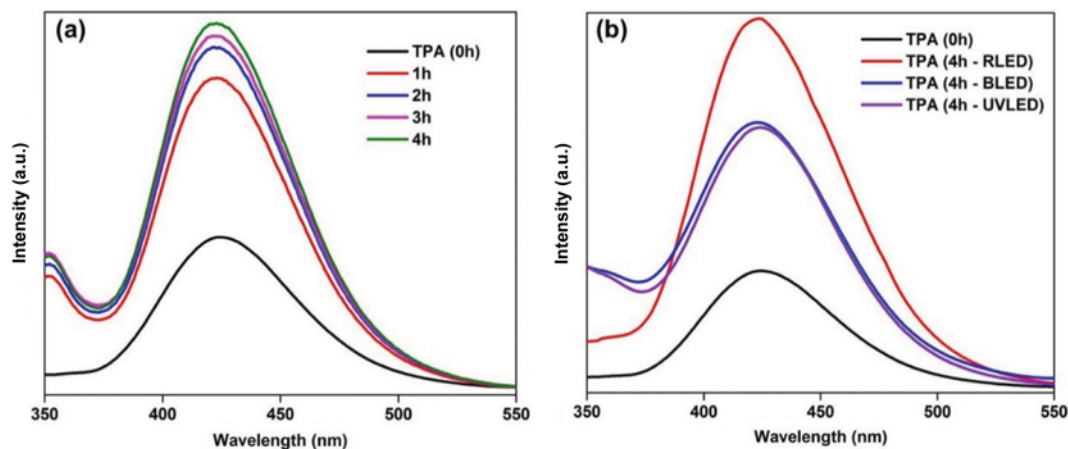 (a)
TPA (0h)
1h
2h
3h
4h
Intensity (a.u.)
350
400
450
500
550
Wavelength (nm)
(b)
TPA (0h)
TPA (4h - RLED)
TPA (4h - BLED)
TPA (4h - UVLED)
Intensity (a.u.)
350
400
450
500
550
Wavelength (nm)